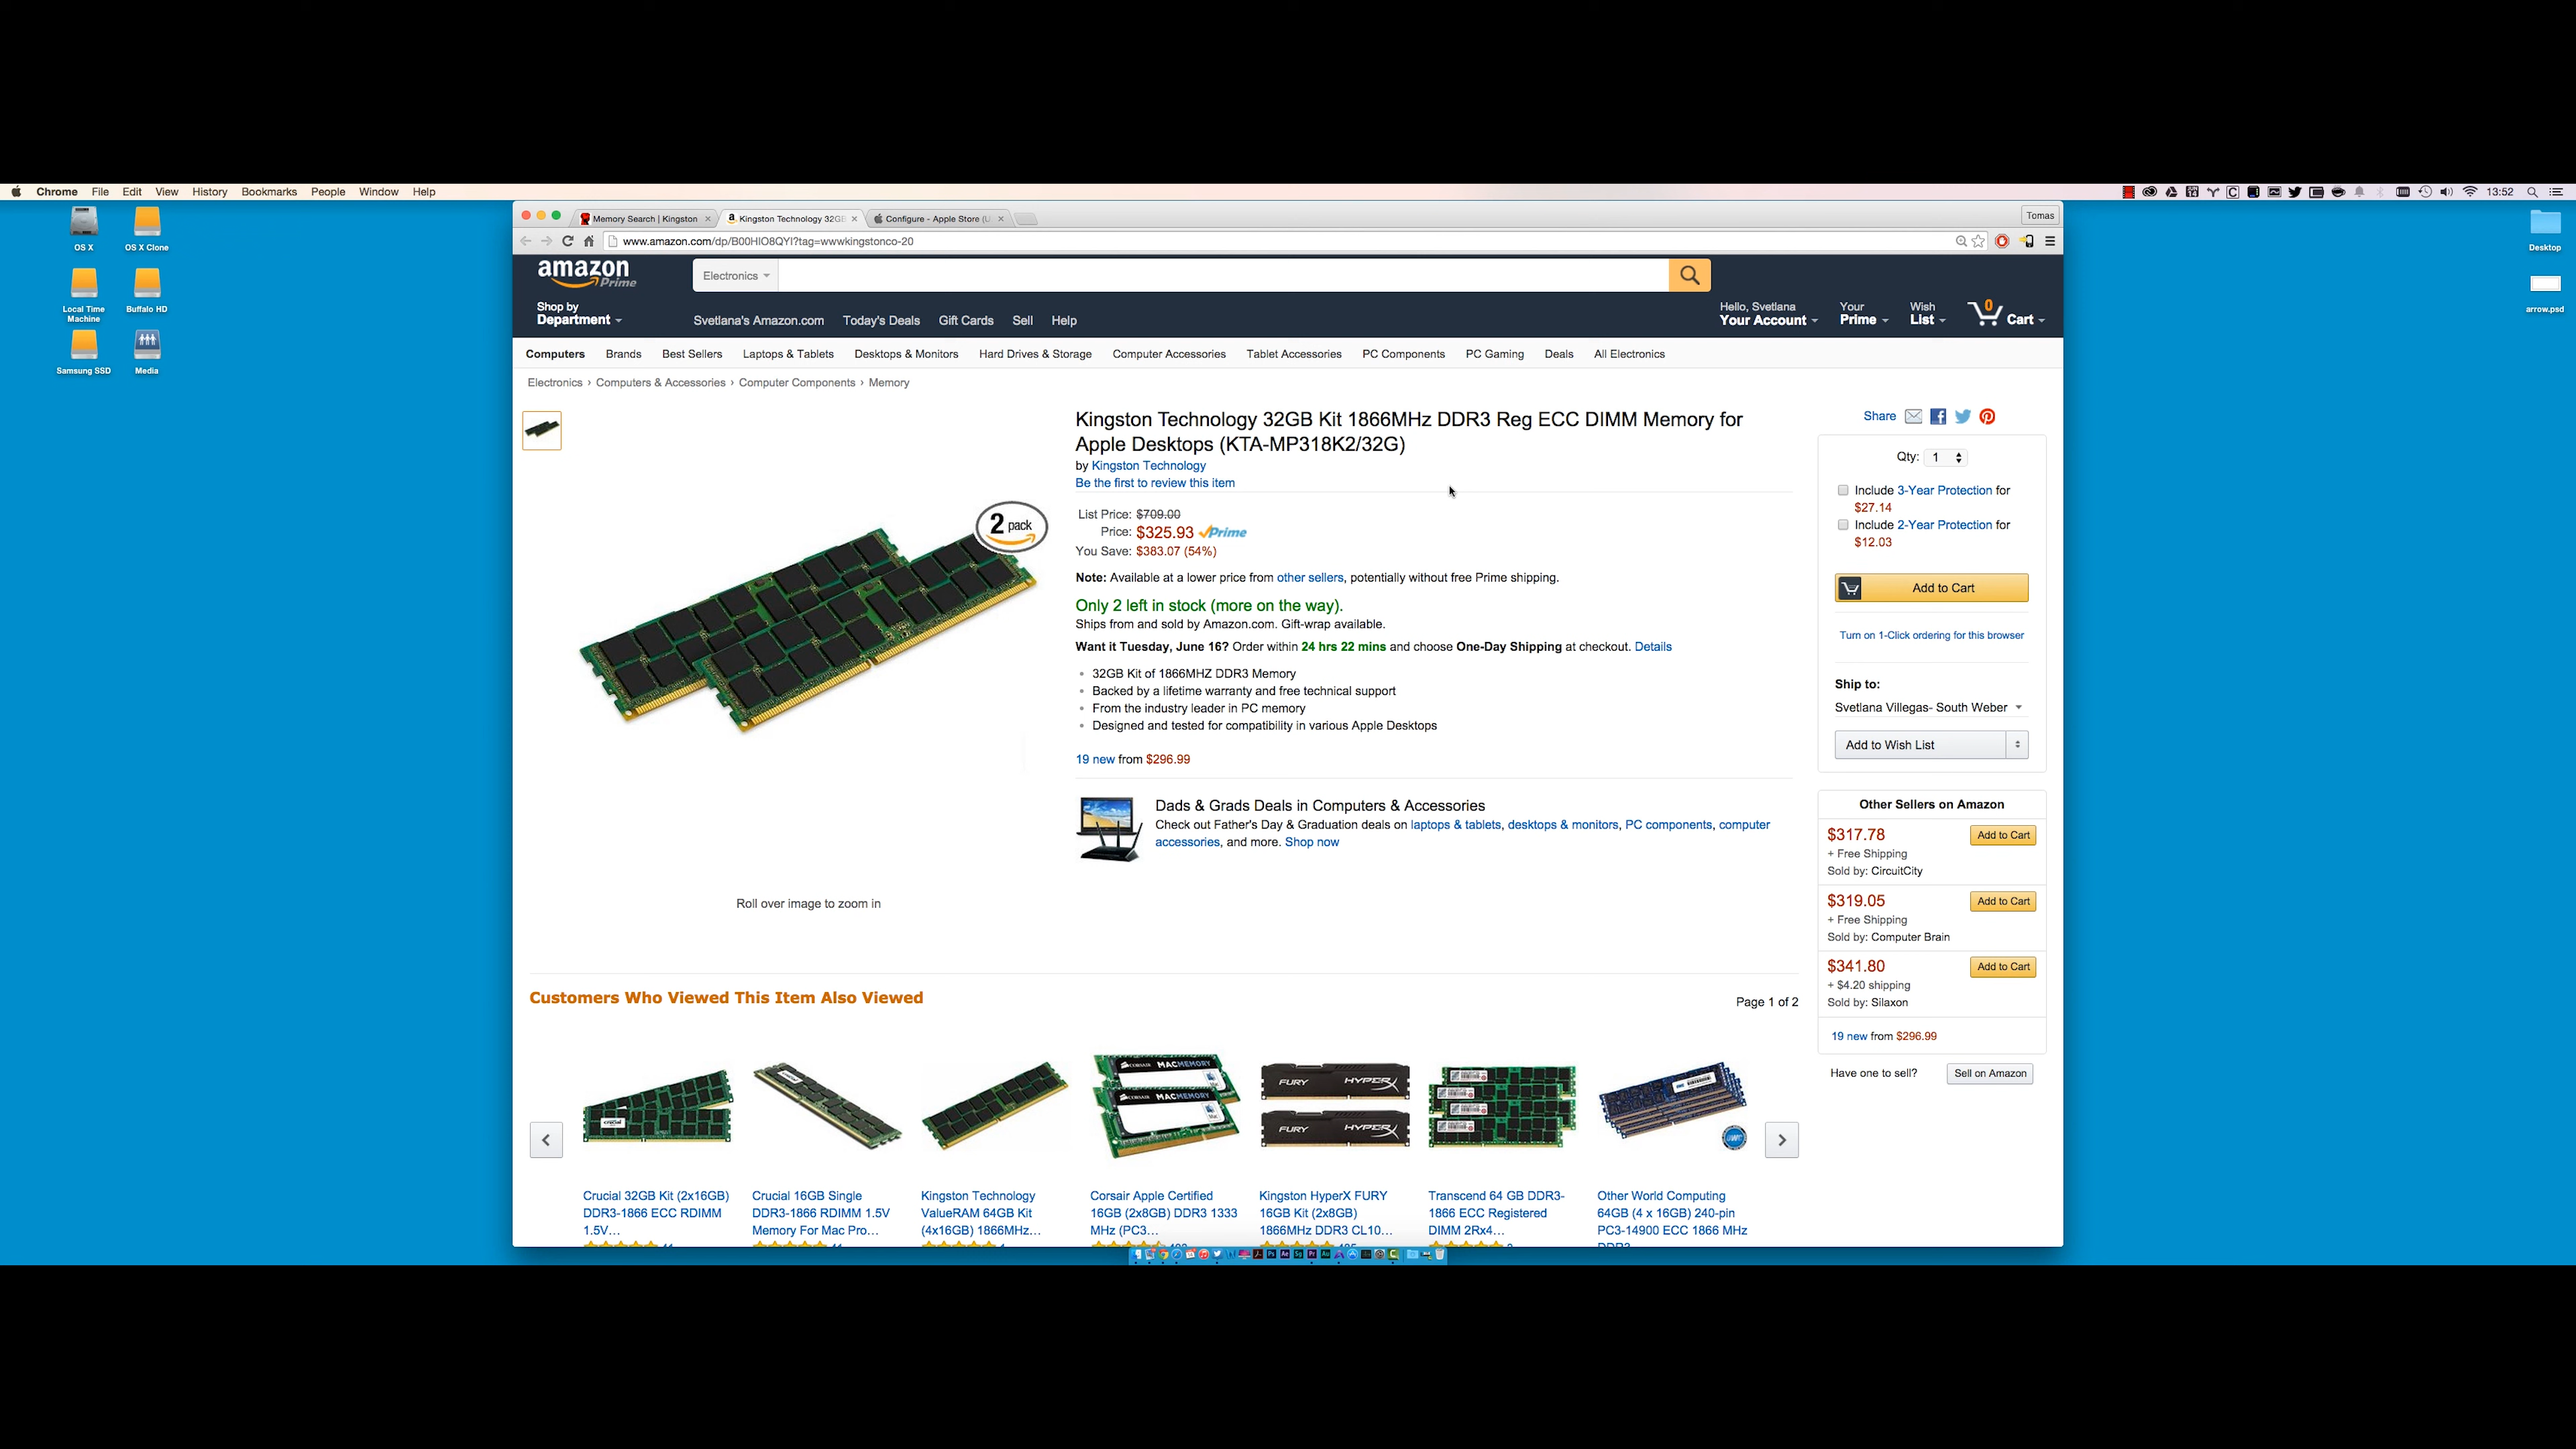 Chrome File Edit View History Bookmarks People Window Help
13:52
OS X
OS X Clone
Local Time Machine
Buffalo HD
Samsung SSD
Media
Desktop
arrow.psd
Memory Search | Kingston
Kingston Technology 32GB
Configure - Apple Store (U
Tomas
www.amazon.com/dp/B00HIO8QYI?tag=wwwkingstonco-20
amazon Prime
Electronics
Shop by
Department
Svetlana's Amazon.com Today's Deals Gift Cards Sell Help
Hello, Svetlana
Your Account
Your
Prime
Wish
List
0
Cart
Computers Brands Best Sellers Laptops & Tablets Desktops & Monitors Hard Drives & Storage Computer Accessories Tablet Accessories PC Components PC Gaming Deals All Electronics
Electronics › Computers & Accessories › Computer Components › Memory
2 pack
Roll over image to zoom in
Kingston Technology 32GB Kit 1866MHz DDR3 Reg ECC DIMM Memory for
Apple Desktops (KTA-MP318K2/32G)
by Kingston Technology
Be the first to review this item
List Price: $709.00
Price: $325.93 Prime
You Save: $383.07 (54%)
Note: Available at a lower price from other sellers, potentially without free Prime shipping.
Only 2 left in stock (more on the way).
Ships from and sold by Amazon.com. Gift-wrap available.
Want it Tuesday, June 16? Order within 24 hrs 22 mins and choose One-Day Shipping at checkout. Details
• 32GB Kit of 1866MHZ DDR3 Memory
• Backed by a lifetime warranty and free technical support
• From the industry leader in PC memory
• Designed and tested for compatibility in various Apple Desktops
19 new from $296.99
Dads & Grads Deals in Computers & Accessories
Check out Father's Day & Graduation deals on laptops & tablets, desktops & monitors, PC components, computer
accessories, and more. Shop now
Share
Qty: 1
Include 3-Year Protection for
$27.14
Include 2-Year Protection for
$12.03
Add to Cart
Turn on 1-Click ordering for this browser
Ship to:
Svetlana Villegas- South Weber
Add to Wish List
Other Sellers on Amazon
$317.78 Add to Cart
+ Free Shipping
Sold by: CircuitCity
$319.05 Add to Cart
+ Free Shipping
Sold by: Computer Brain
$341.80 Add to Cart
+ $4.20 shipping
Sold by: Silaxon
19 new from $296.99
Have one to sell? Sell on Amazon
Customers Who Viewed This Item Also Viewed
Page 1 of 2
crucial
CORSAIR MACMEMORY
CORSAIR MACMEMORY
FURY HYPERX
FURY HYPERX
OWC
Crucial 32GB Kit (2x16GB)
DDR3-1866 ECC RDIMM
1.5V...
Crucial 16GB Single
DDR3-1866 RDIMM 1.5V
Memory For Mac Pro...
Kingston Technology
ValueRAM 64GB Kit
(4x16GB) 1866MHz...
Corsair Apple Certified
16GB (2x8GB) DDR3 1333
MHz (PC3...
Kingston HyperX FURY
16GB Kit (2x8GB)
1866MHz DDR3 CL10...
Transcend 64 GB DDR3-
1866 ECC Registered
DIMM 2Rx4...
Other World Computing
64GB (4 x 16GB) 240-pin
PC3-14900 ECC 1866 MHz
DDR3